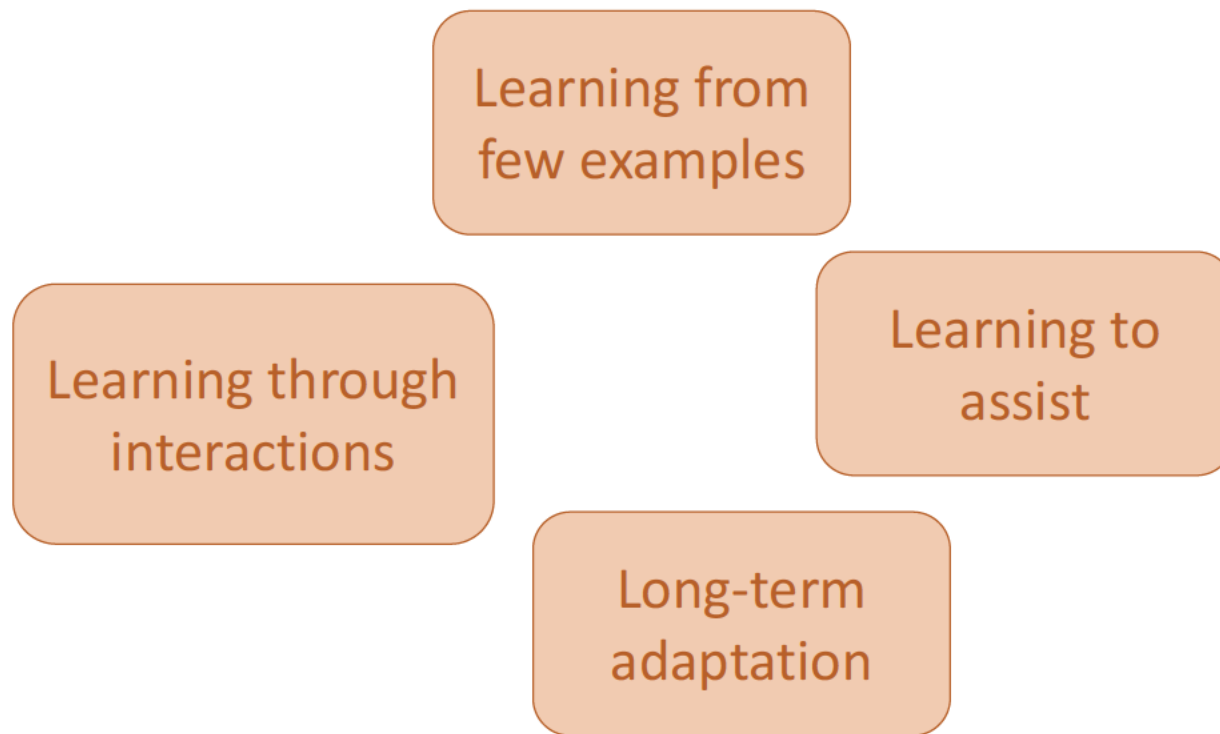 Learning from
few examples
Learning through
interactions
Learning to
assist
Long-term
adaptation